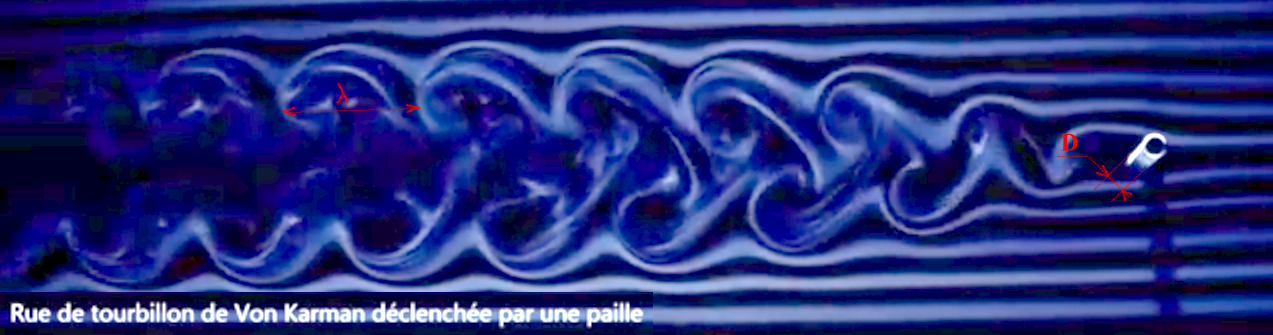 λ
D
Rue de tourbillon de Von Karman déclenchée par une paille